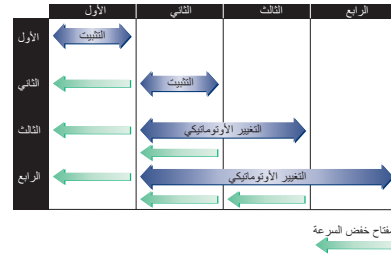 الأول الثاني الثالث الرابع
الأول التثبيت
الثاني التثبيت
الثالث التغيير الأوتوماتيكي
الرابع التغيير الأوتوماتيكي
مفتاح خفض السرعة